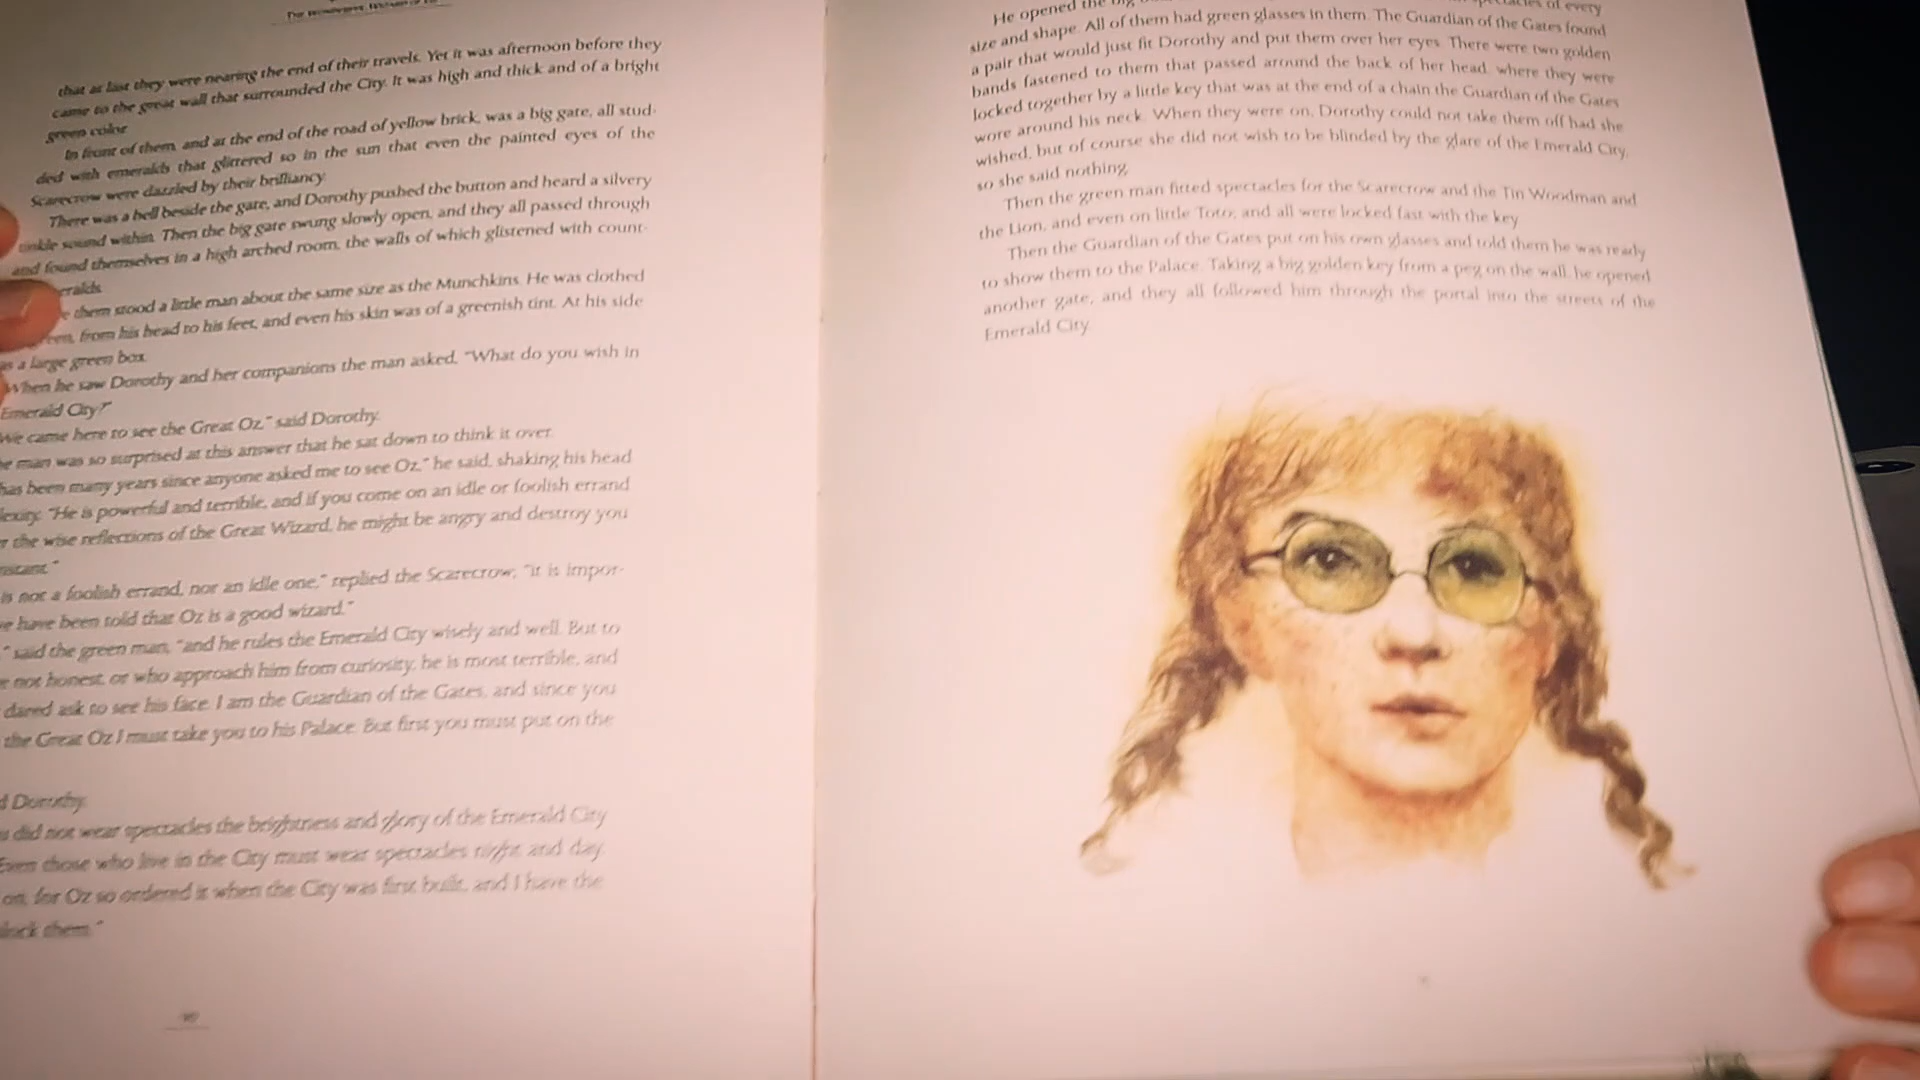 THE WONDERFUL WIZARD OF
that at last they were nearing the end of their travels. Yet it was afternoon before they
came to the great wall that surrounded the City. It was high and thick and of a bright
green color.
In front of them, and at the end of the road of yellow brick, was a big gate, all stud-
ded with emeralds that glittered so in the sun that even the painted eyes of the
Scarecrow were dazzled by their brilliancy.
There was a bell beside the gate, and Dorothy pushed the button and heard a silvery
tinkle sound within. Then the big gate swung slowly open, and they all passed through
and found themselves in a high arched room, the walls of which glistened with count-
eralds.
them stood a little man about the same size as the Munchkins. He was clothed
from his head to his feet, and even his skin was of a greenish tint. At his side
as a large green box.
When he saw Dorothy and her companions the man asked, "What do you wish in
Emerald City?"
We came here to see the Great Oz," said Dorothy.
man was so surprised at this answer that he sat down to think it over.
has been many years since anyone asked me to see Oz," he said, shaking his head
lexity. "He is powerful and terrible, and if you come on an idle or foolish errand
the wise reflections of the Great Wizard, he might be angry and destroy you
nstant."
is not a foolish errand, nor an idle one," replied the Scarecrow; "it is impor-
e have been told that Oz is a good wizard."
" said the green man, "and he rules the Emerald City wisely and well. But to
not honest, or who approach him from curiosity, he is most terrible, and
dared ask to see his face. I am the Guardian of the Gates, and since you
the Great Oz I must take you to his Palace. But first you must put on the
d Dorothy.
did not wear spectacles the brightness and glory of the Emerald City
Even those who live in the City must wear spectacles night and day.
on, for Oz so ordered it when the City was first built, and I have the
lock them."
He opened the big
spectacles of every
size and shape. All of them had green glasses in them. The Guardian of the Gates found
a pair that would just fit Dorothy and put them over her eyes. There were two golden
bands fastened to them that passed around the back of her head, where they were
locked together by a little key that was at the end of a chain the Guardian of the Gates
wore around his neck. When they were on, Dorothy could not take them off had she
wished, but of course she did not wish to be blinded by the glare of the Emerald City,
so she said nothing.
Then the green man fitted spectacles for the Scarecrow and the Tin Woodman and
the Lion, and even on little Toto; and all were locked fast with the key.
Then the Guardian of the Gates put on his own glasses and told them he was ready
to show them to the Palace. Taking a big golden key from a peg on the wall, he opened
another gate, and they all followed him through the portal into the streets of the
Emerald City.